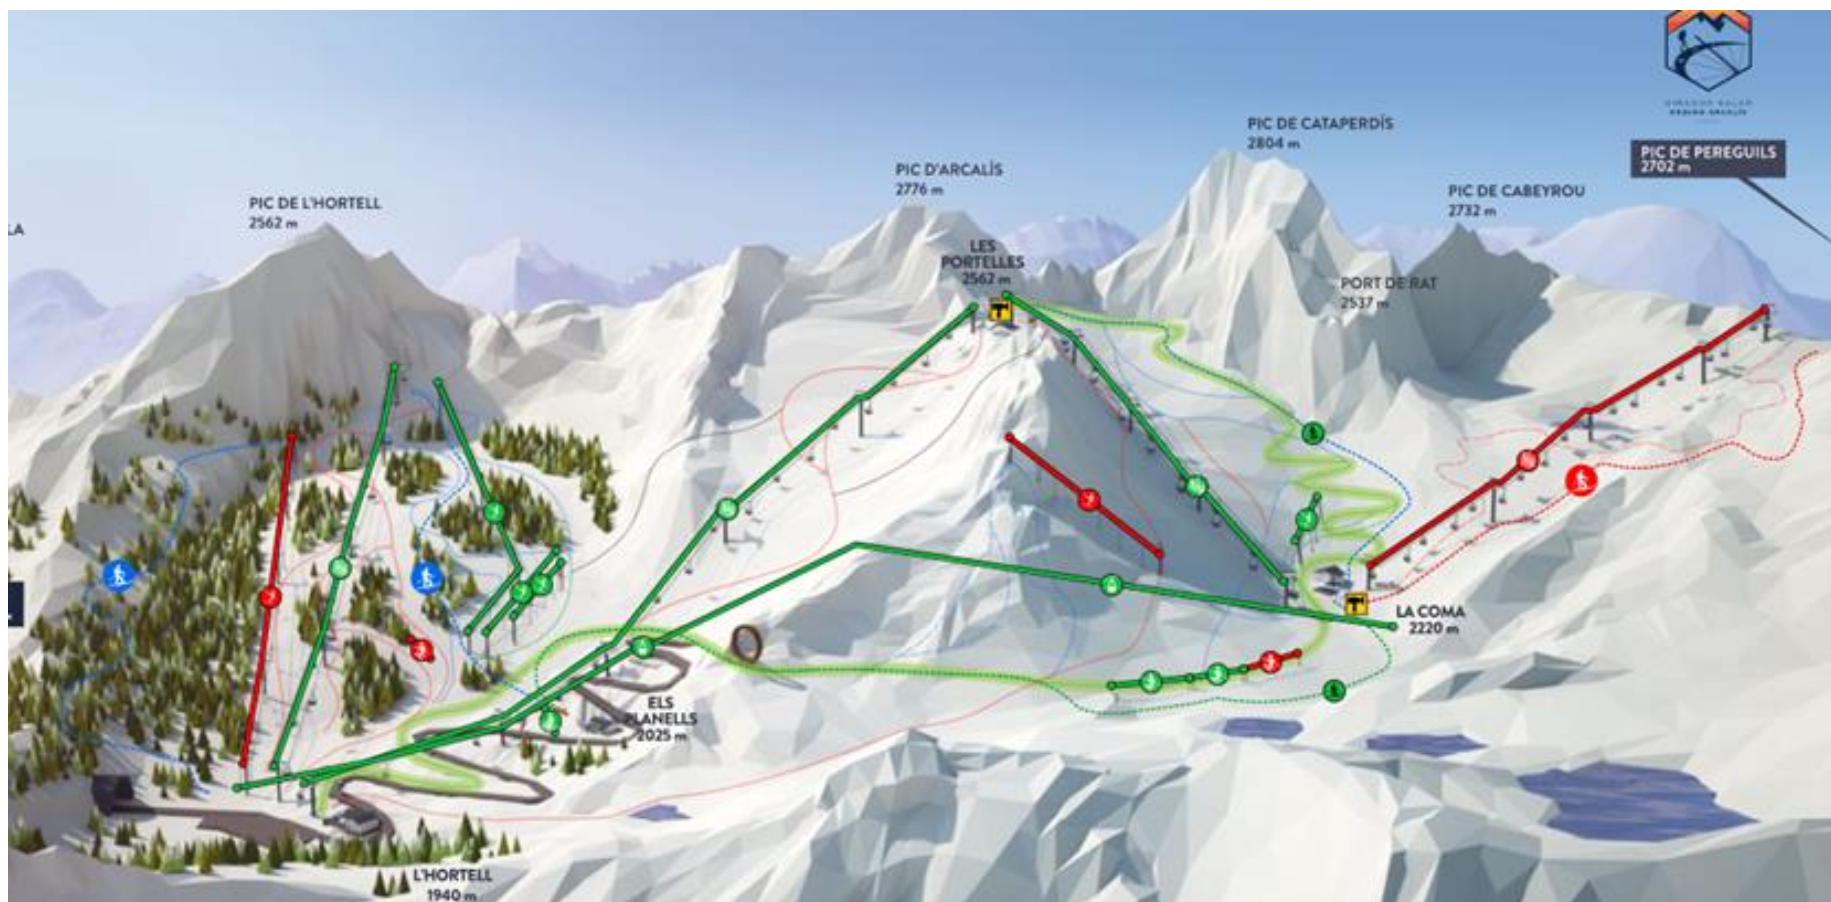 PIC DE CATAPERDÍS
2804 m
PIC DE PEREGUILS
2702 m
PIC D'ARCALÍS
2776 m
PIC DE CABEYROU
2732 m
PIC DE L'HORTELL
2562 m
LA
LES
PORTELLES
2562 m
PORT DE RAT
2537 m
LA COMA
2220 m
ELS
PLANELLS
2025 m
L'HORTELL
1940 m